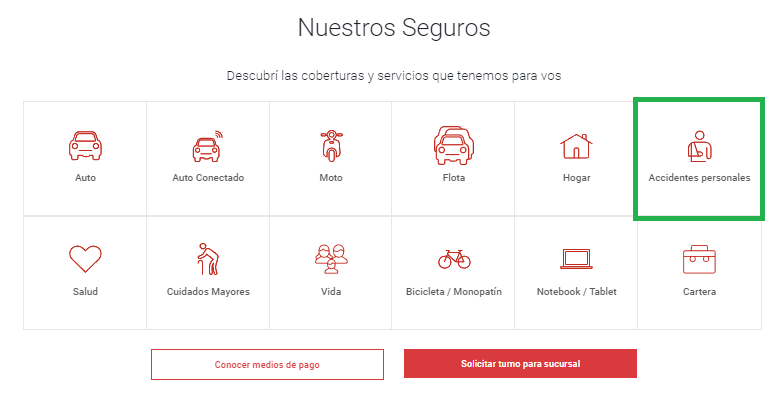 Nuestros Seguros
Descubrí las coberturas y servicios que tenemos para vos
Auto
Auto Conectado
Moto
Flota
Hogar
Accidentes personales
Salud
Cuidados Mayores
Vida
Bicicleta / Monopatín
Notebook / Tablet
Cartera
Conocer medios de pago
Solicitar turno para sucursal